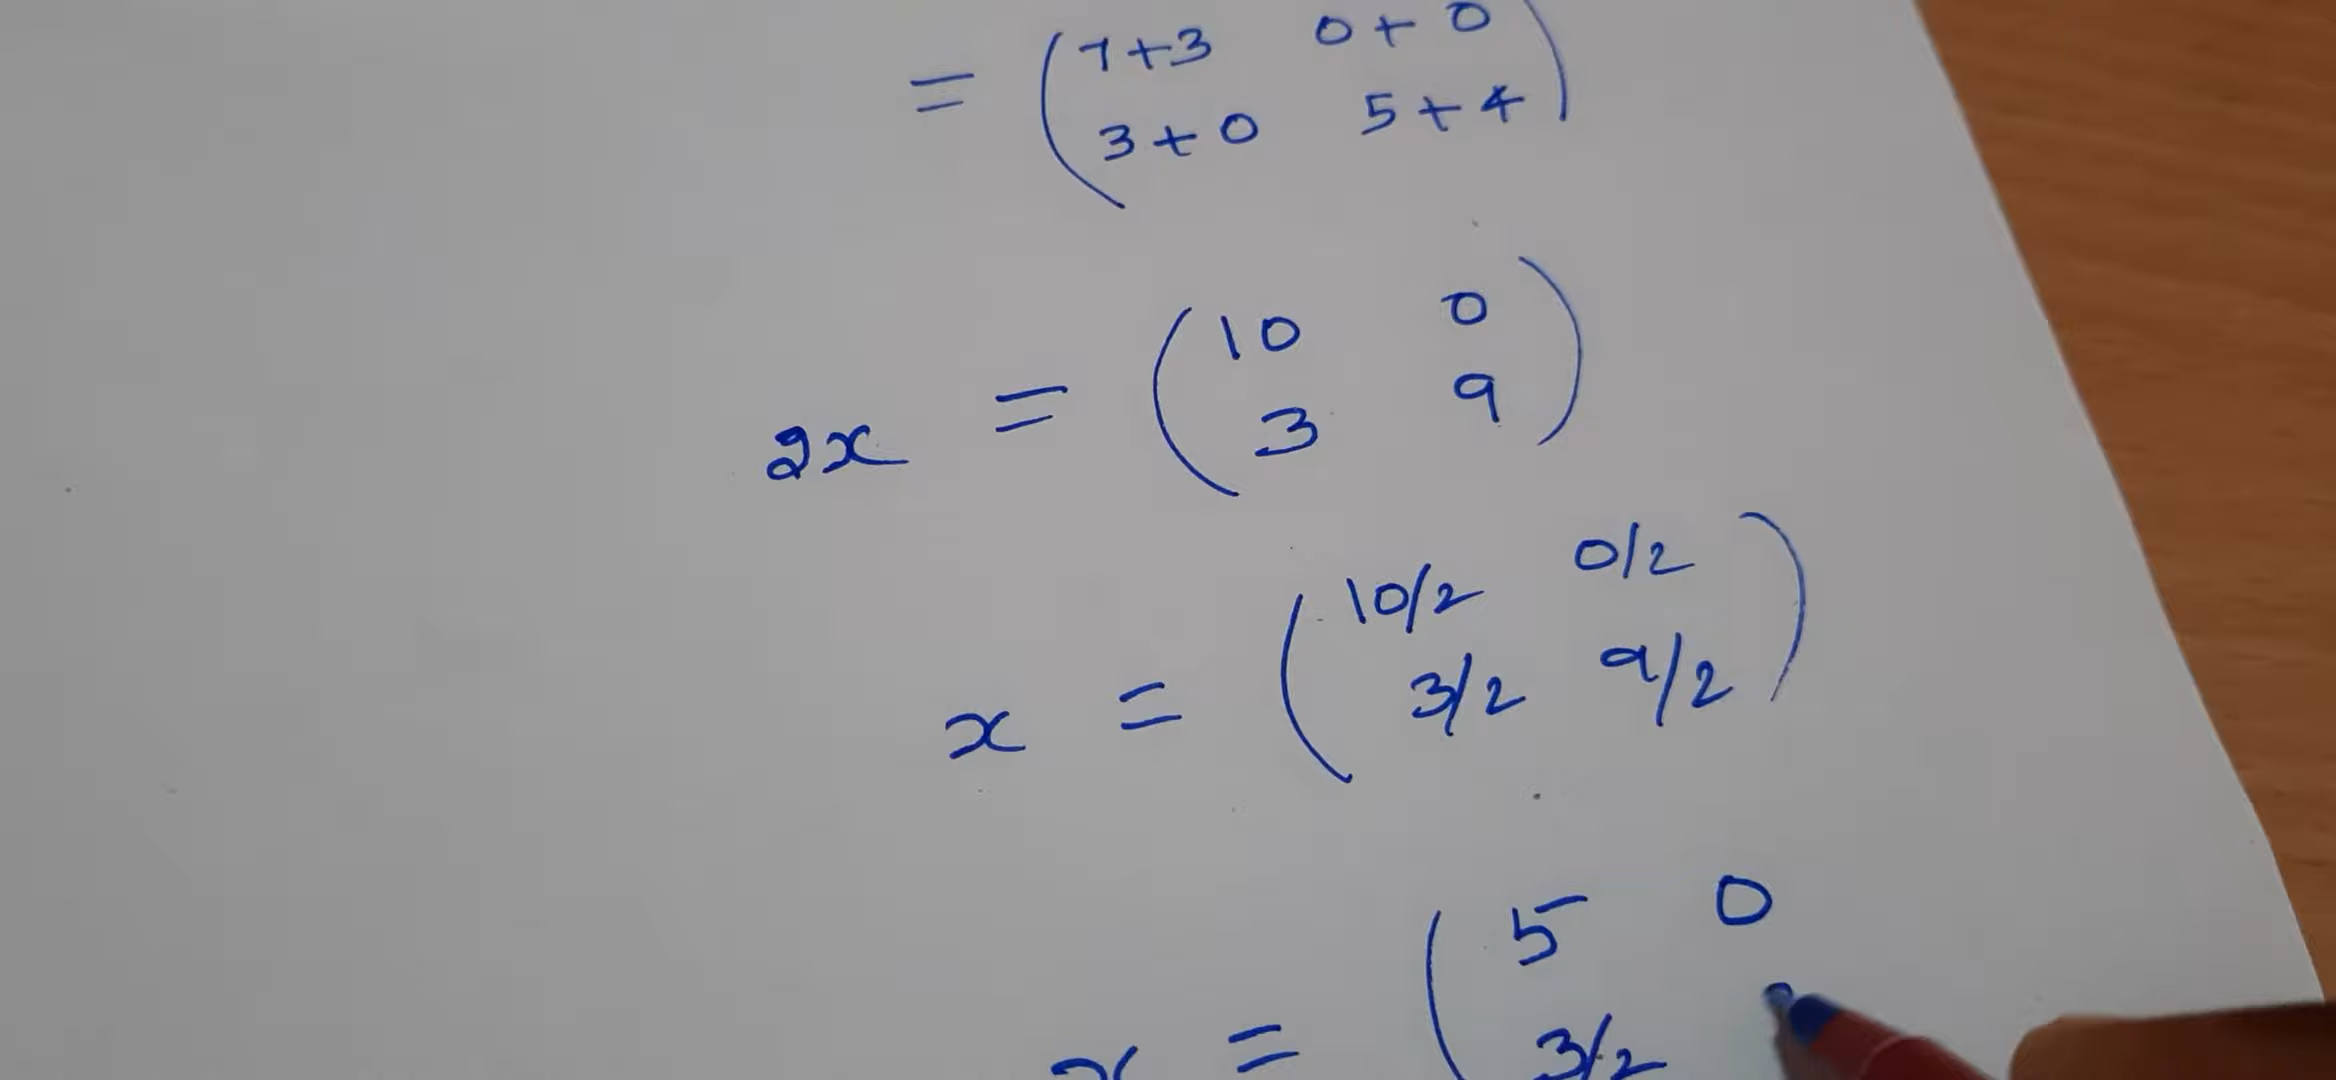 = ( 7+3 0+0
3+0 5+4 )
2x = ( 10 0
3 9 )
x = ( 10/2 0/2
3/2 9/2 )
x = ( 5 0
3/2